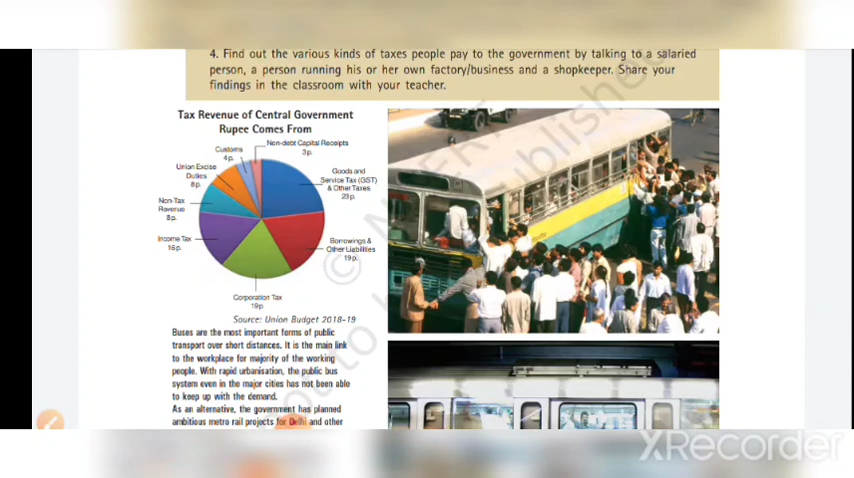 4. Find out the various kinds of taxes people pay to the government by talking to a salaried
person, a person running his or her own factory/business and a shopkeeper. Share your
findings in the classroom with your teacher.
Tax Revenue of Central Government
Rupee Comes From
Non-debt Capital Receipts
3p.
Customs
4p.
Union Excise
Duties
8p.
Goods and
Service Tax (GST)
& Other Taxes
23p.
Non-Tax
Revenue
8p.
Income Tax
16p.
Borrowings &
Other Liabilities
19p.
Corporation Tax
19p.
Source: Union Budget 2018-19
Buses are the most important forms of public
transport over short distances. It is the main link
to the workplace for majority of the working
people. With rapid urbanisation, the public bus
system even in the major cities has not been able
to keep up with the demand.
As an alternative, the government has planned
ambitious metro rail projects for Delhi and other
XRecorder